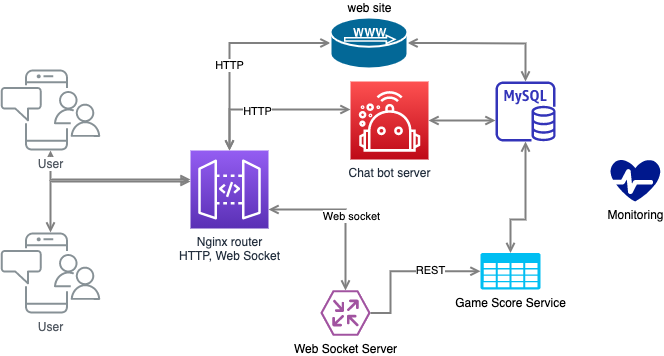 web site
WWW
HTTP
MySQL
HTTP
User
Chat bot server
Monitoring
Web socket
Nginx router
HTTP, Web Socket
REST
Game Score Service
User
Web Socket Server